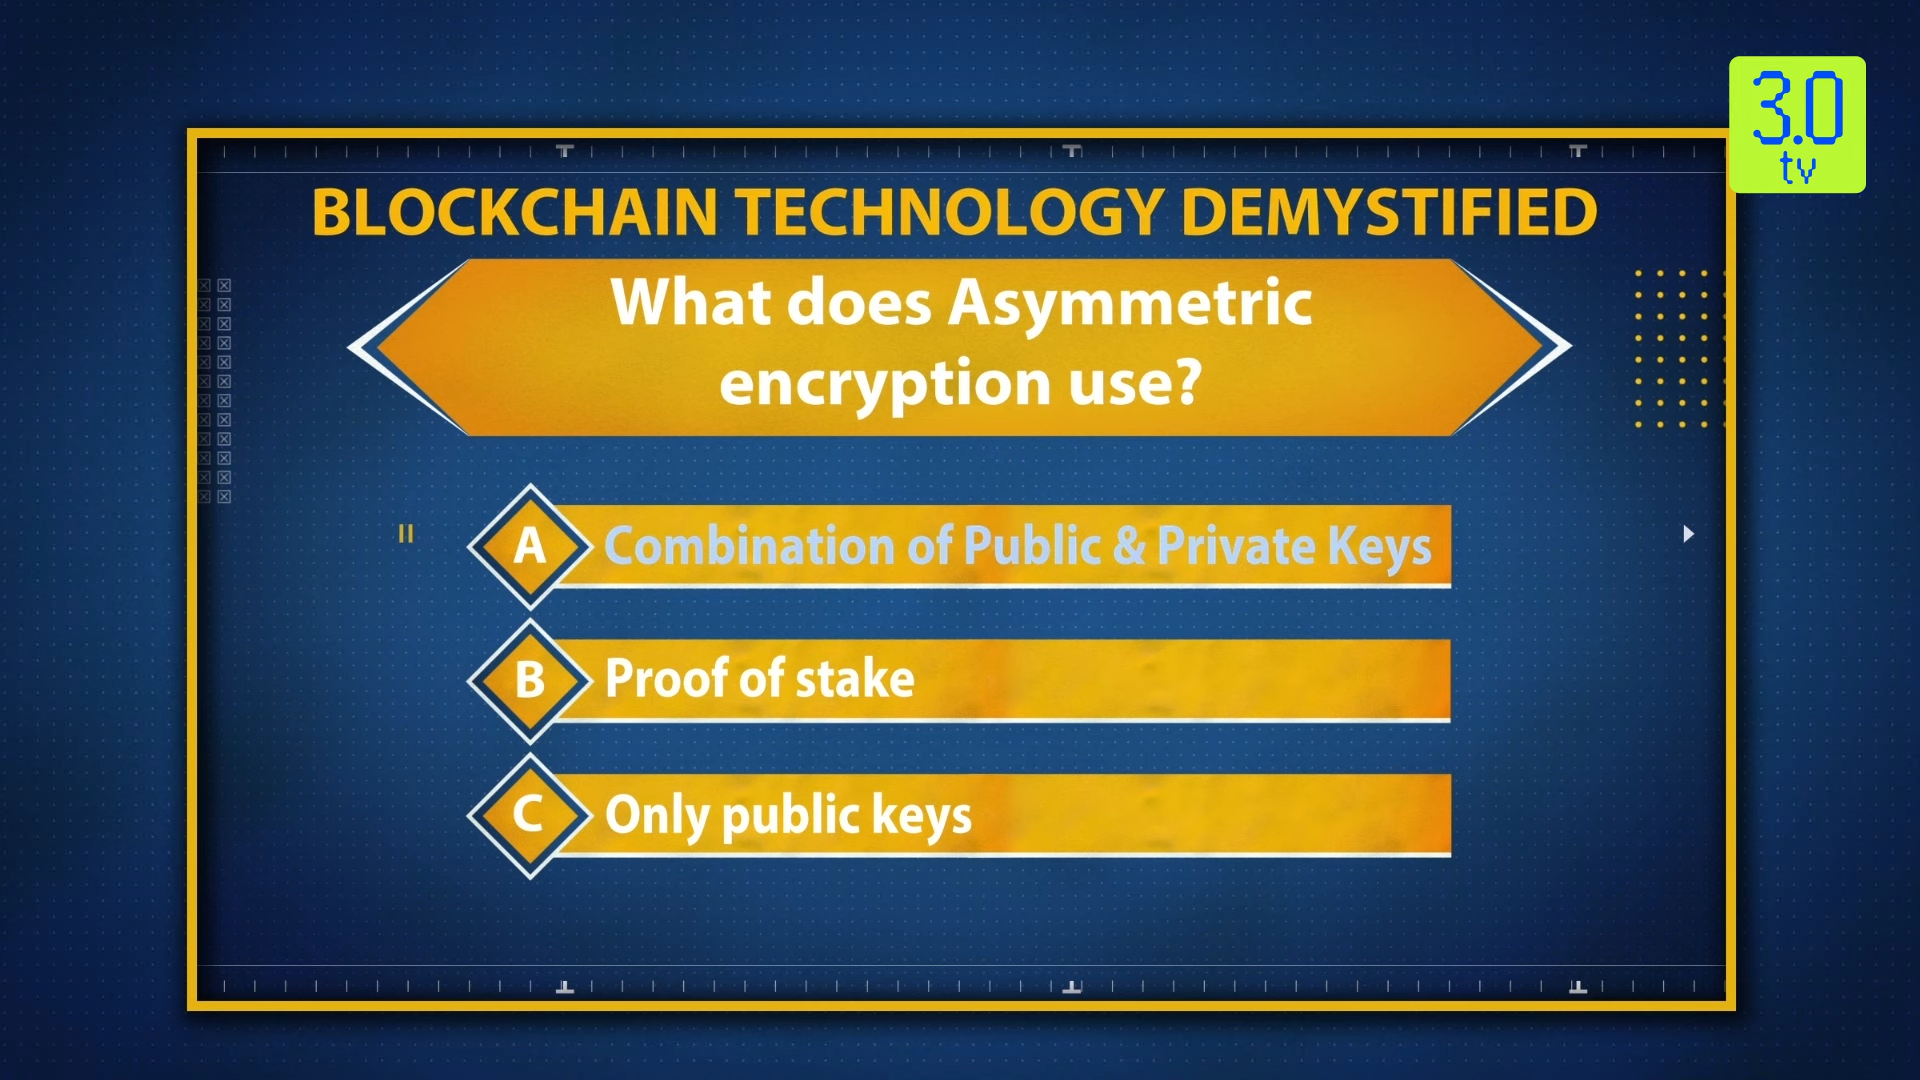 3.0
tv
BLOCKCHAIN TECHNOLOGY DEMYSTIFIED
What does Asymmetric
encryption use?
A Combination of Public & Private Keys
B Proof of stake
C Only public keys